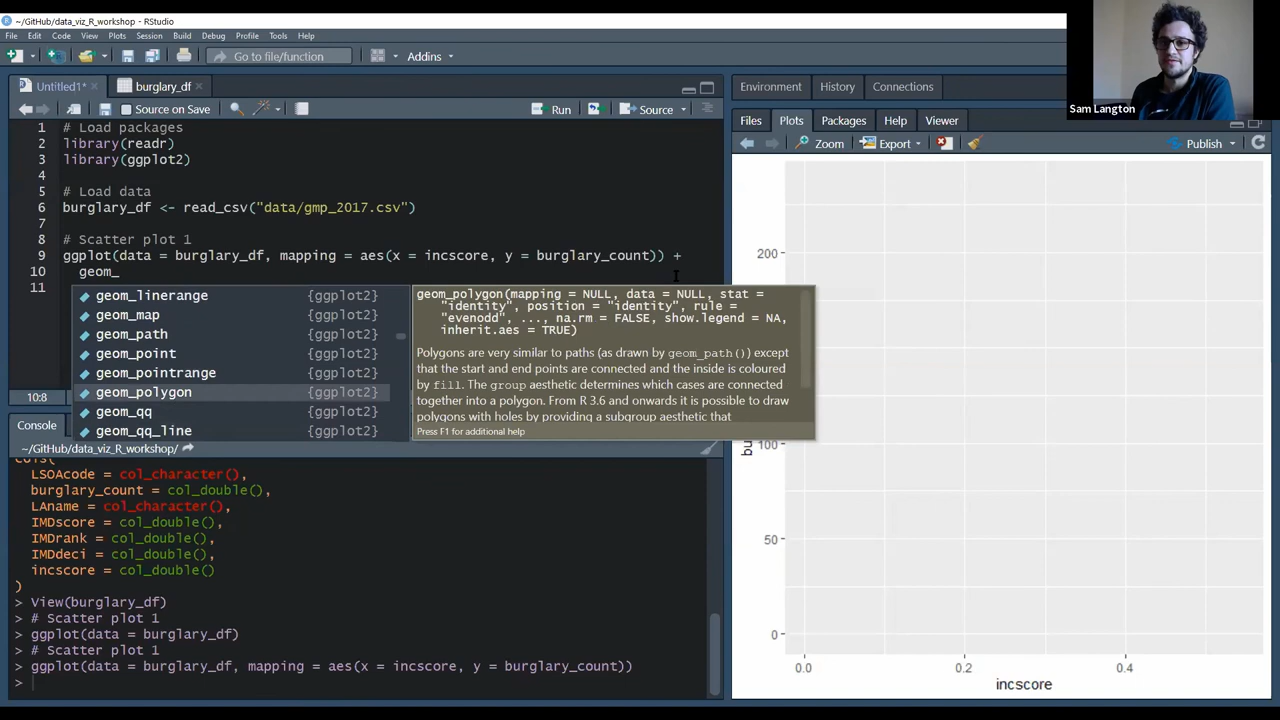 ~/GitHub/data_viz_R_workshop - RStudio
File Edit Code View Plots Session Build Debug Profile Tools Help
Go to file/function Addins
Untitled1* burglary_df
Source on Save Run Source
1 # Load packages
2 library(readr)
3 library(ggplot2)
4
5 # Load data
6 burglary_df <- read_csv("data/gmp_2017.csv")
7
8 # Scatter plot 1
9 ggplot(data = burglary_df, mapping = aes(x = incscore, y = burglary_count)) +
10 geom_
11
geom_linerange {ggplot2}
geom_map {ggplot2}
geom_path {ggplot2}
geom_point {ggplot2}
geom_pointrange {ggplot2}
geom_polygon {ggplot2}
geom_qq {ggplot2}
geom_qq_line {ggplot2}
geom_polygon(mapping = NULL, data = NULL, stat =
"identity", position = "identity", rule =
"evenodd", ..., na.rm = FALSE, show.legend = NA,
inherit.aes = TRUE)
Polygons are very similar to paths (as drawn by geom_path()) except
that the start and end points are connected and the inside is coloured
by fill. The group aesthetic determines which cases are connected
together into a polygon. From R 3.6 and onwards it is possible to draw
polygons with holes by providing a subgroup aesthetic that
Press F1 for additional help
10:8
Console
~/GitHub/data_viz_R_workshop/
cols(
LSOAcode = col_character(),
burglary_count = col_double(),
LAname = col_character(),
IMDscore = col_double(),
IMDrank = col_double(),
IMDdeci = col_double(),
incscore = col_double()
)
> View(burglary_df)
> # Scatter plot 1
> ggplot(data = burglary_df)
> # Scatter plot 1
> ggplot(data = burglary_df, mapping = aes(x = incscore, y = burglary_count))
>
Environment History Connections
Files Plots Packages Help Viewer
Zoom Export Publish
200
100
50
0
bu
0.0 0.2 0.4
incscore
Sam Langton